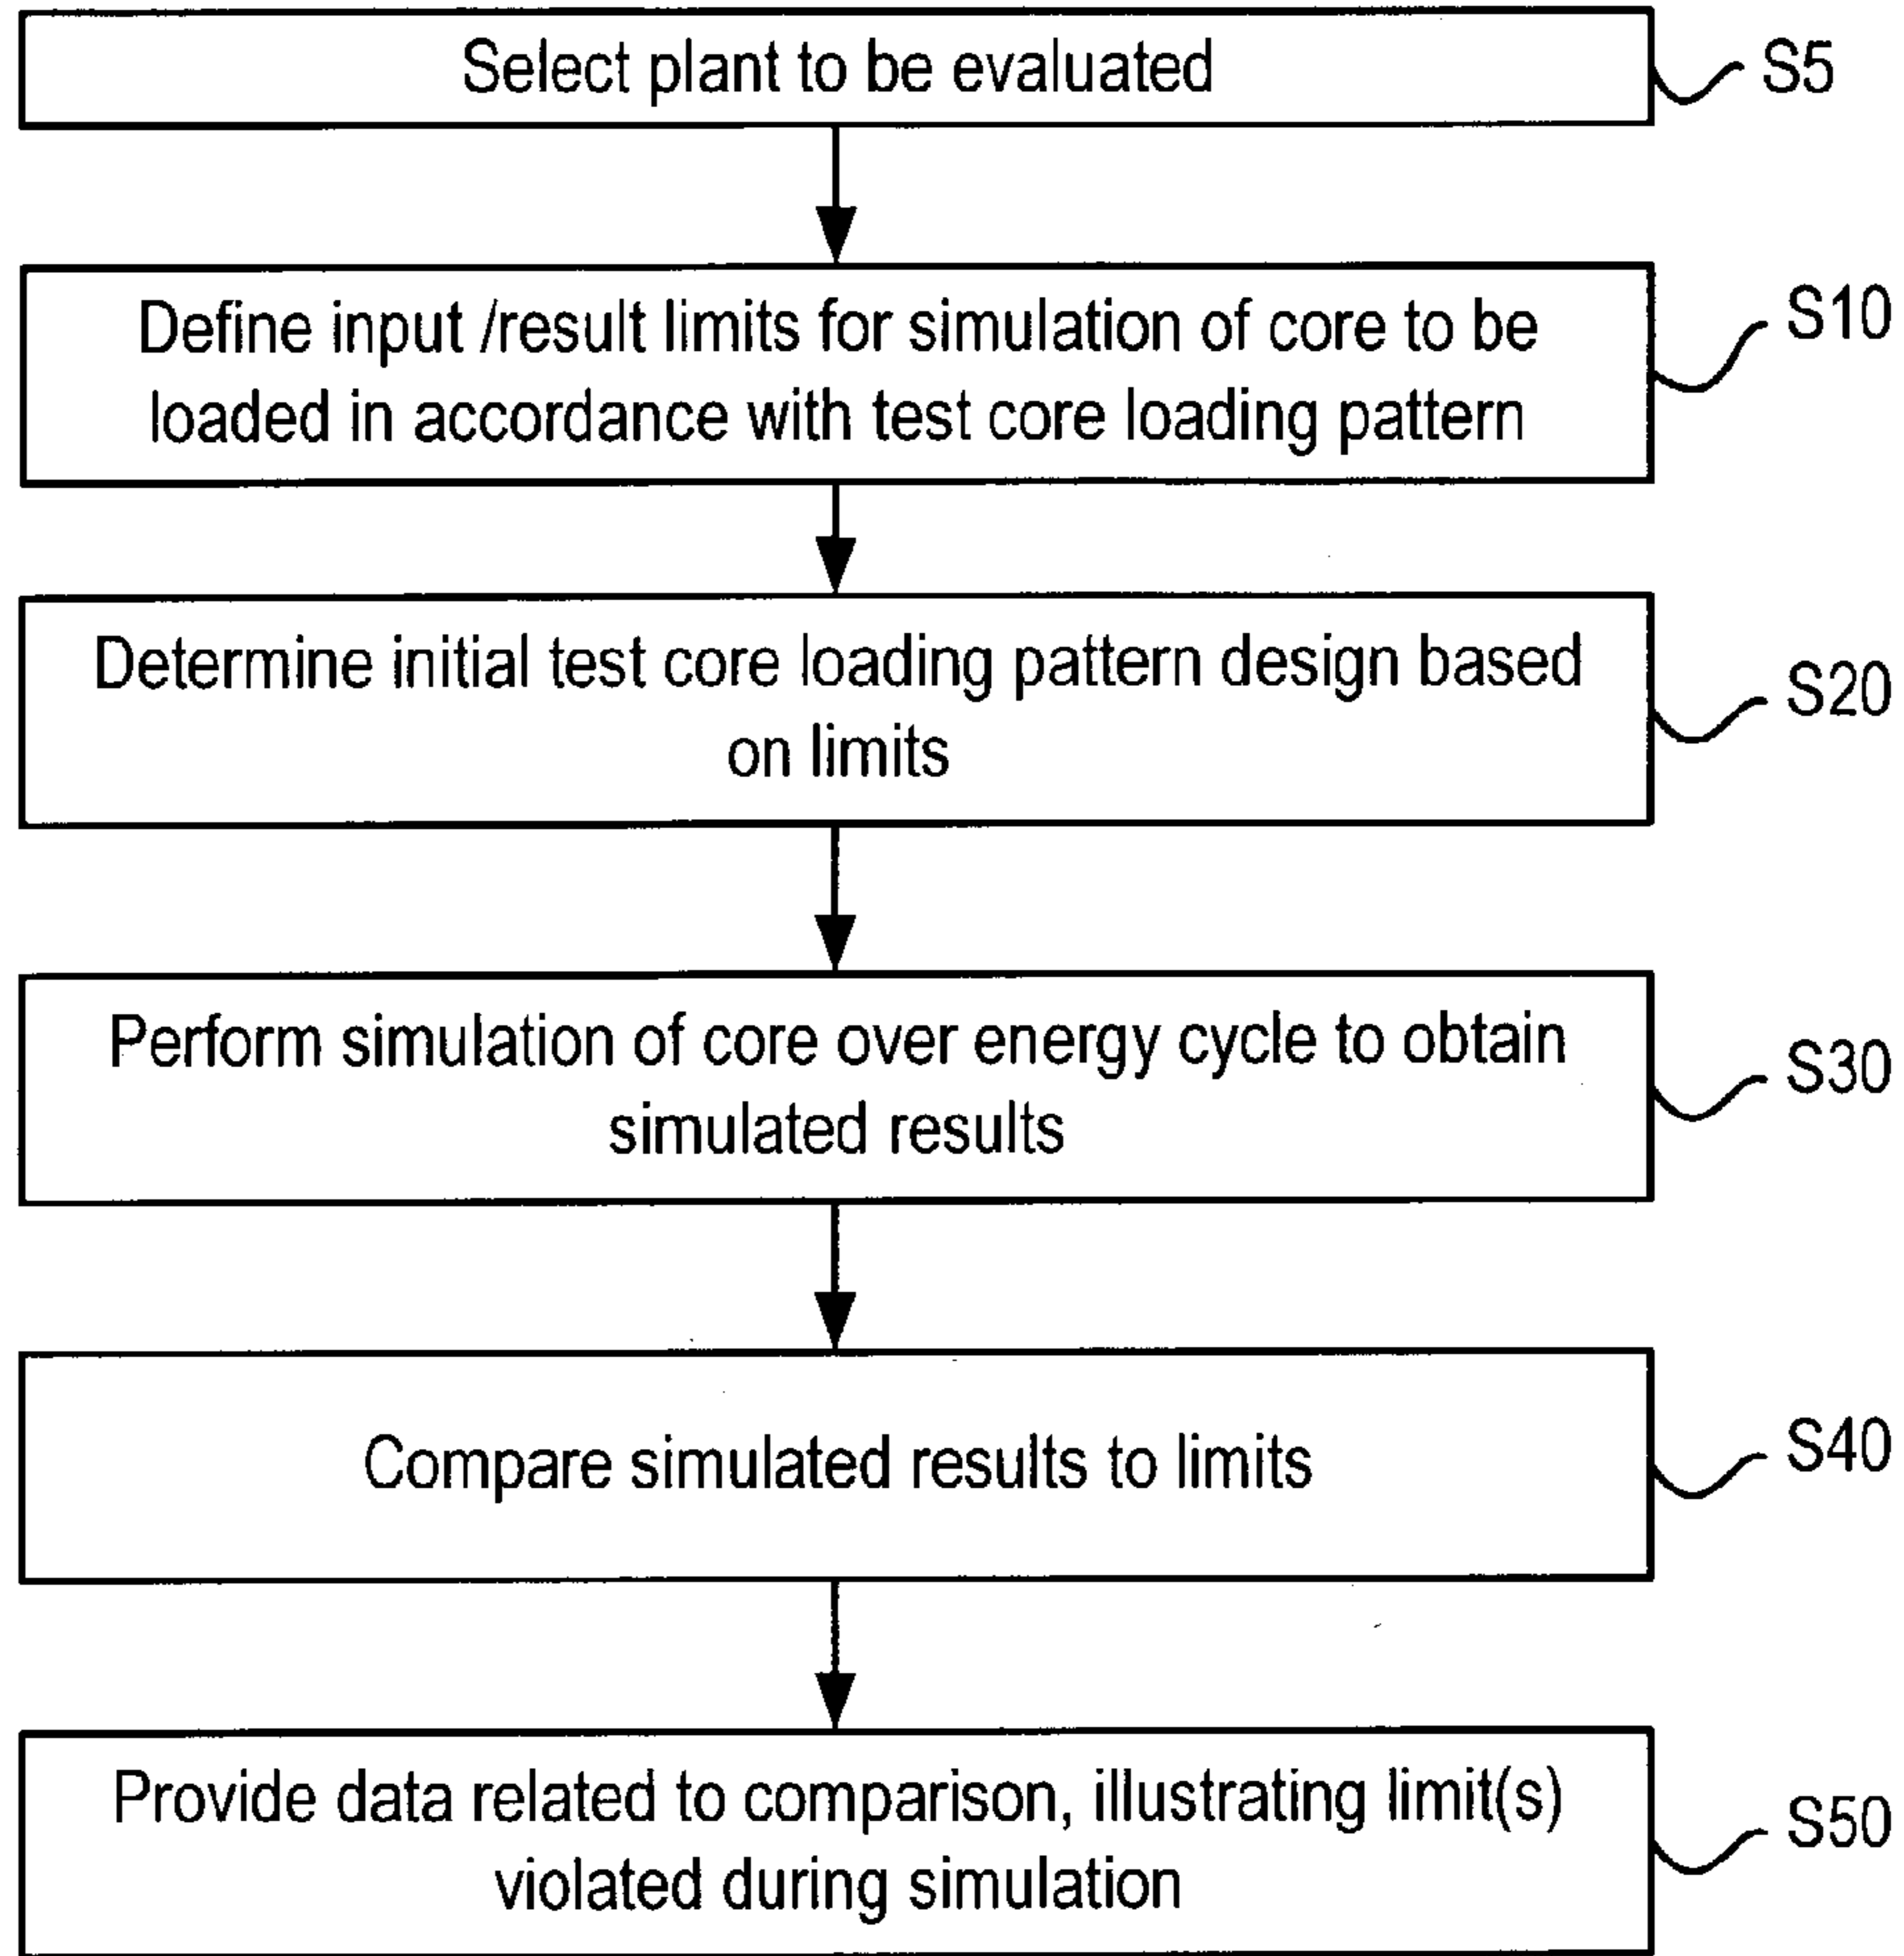 Select plant to be evaluated
S5
Define input /result limits for simulation of core to be
loaded in accordance with test core loading pattern
S10
Determine initial test core loading pattern design based
on limits
S20
Perform simulation of core over energy cycle to obtain
simulated results
S30
Compare simulated results to limits
S40
Provide data related to comparison, illustrating limit(s)
violated during simulation
S50